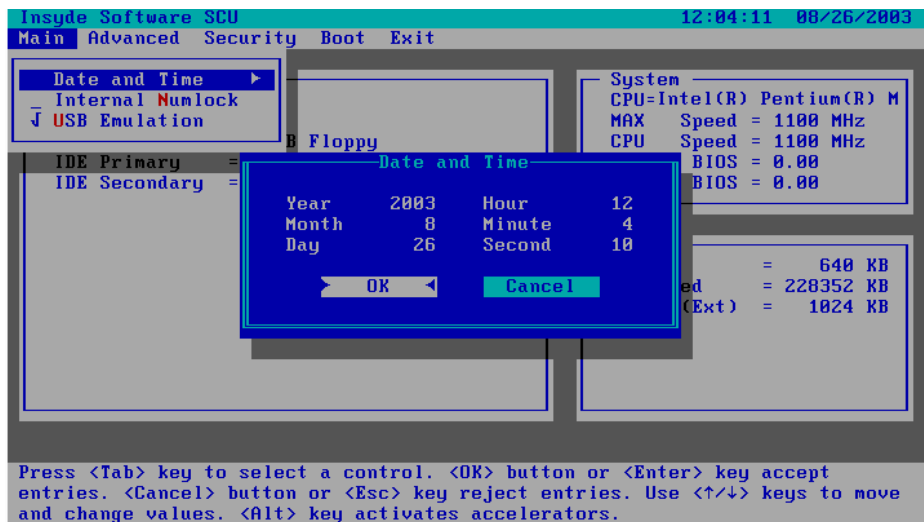 Insyde Software SCU 12:04:11 08/26/2003
Main Advanced Security Boot Exit
Date and Time
_ Internal Numlock
√ USB Emulation
B Floppy
IDE Primary =
IDE Secondary =
System
CPU=Intel(R) Pentium(R) M
MAX Speed = 1100 MHz
CPU Speed = 1100 MHz
BIOS = 0.00
BIOS = 0.00
Date and Time
Year 2003 Hour 12
Month 8 Minute 4
Day 26 Second 10
OK Cancel
= 640 KB
ed = 228352 KB
(Ext) = 1024 KB
Press <Tab> key to select a control. <OK> button or <Enter> key accept
entries. <Cancel> button or <Esc> key reject entries. Use <↑/↓> keys to move
and change values. <Alt> key activates accelerators.